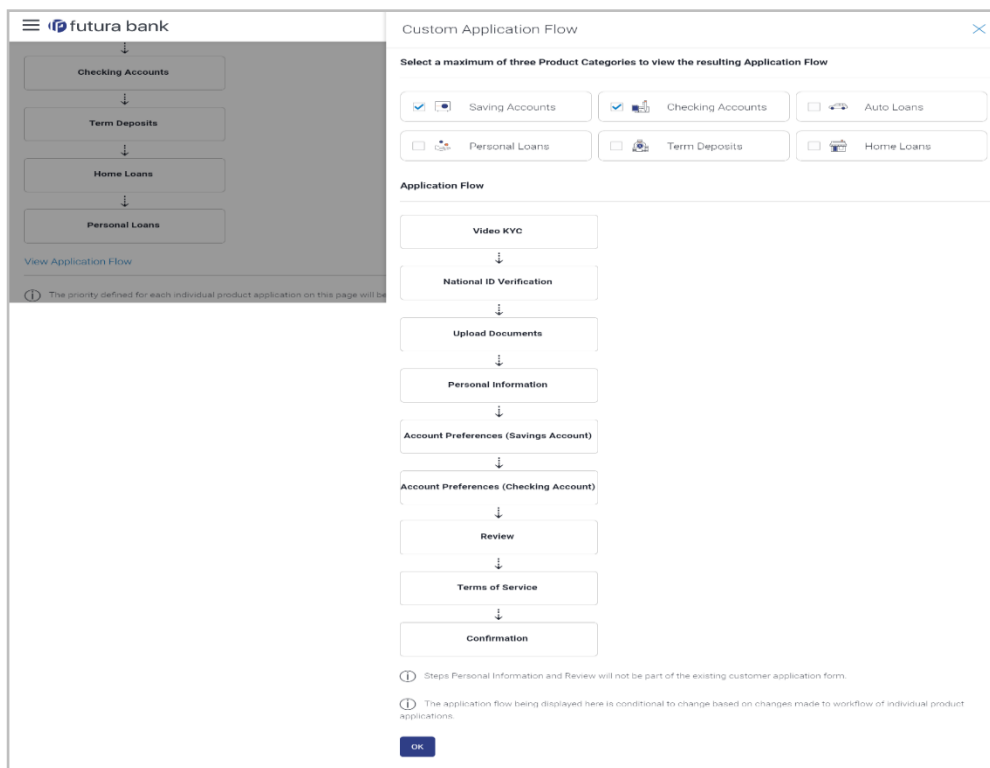 futura bank
Checking Accounts
Term Deposits
Home Loans
Personal Loans
View Application Flow
The priority defined for each individual product application on this page will be
Custom Application Flow
Select a maximum of three Product Categories to view the resulting Application Flow
Saving Accounts
Checking Accounts
Auto Loans
Personal Loans
Term Deposits
Home Loans
Application Flow
Video KYC
National ID Verification
Upload Documents
Personal Information
Account Preferences (Savings Account)
Account Preferences (Checking Account)
Review
Terms of Service
Confirmation
Steps Personal Information and Review will not be part of the existing customer application form.
The application flow being displayed here is conditional to change based on changes made to workflow of individual product
applications.
OK